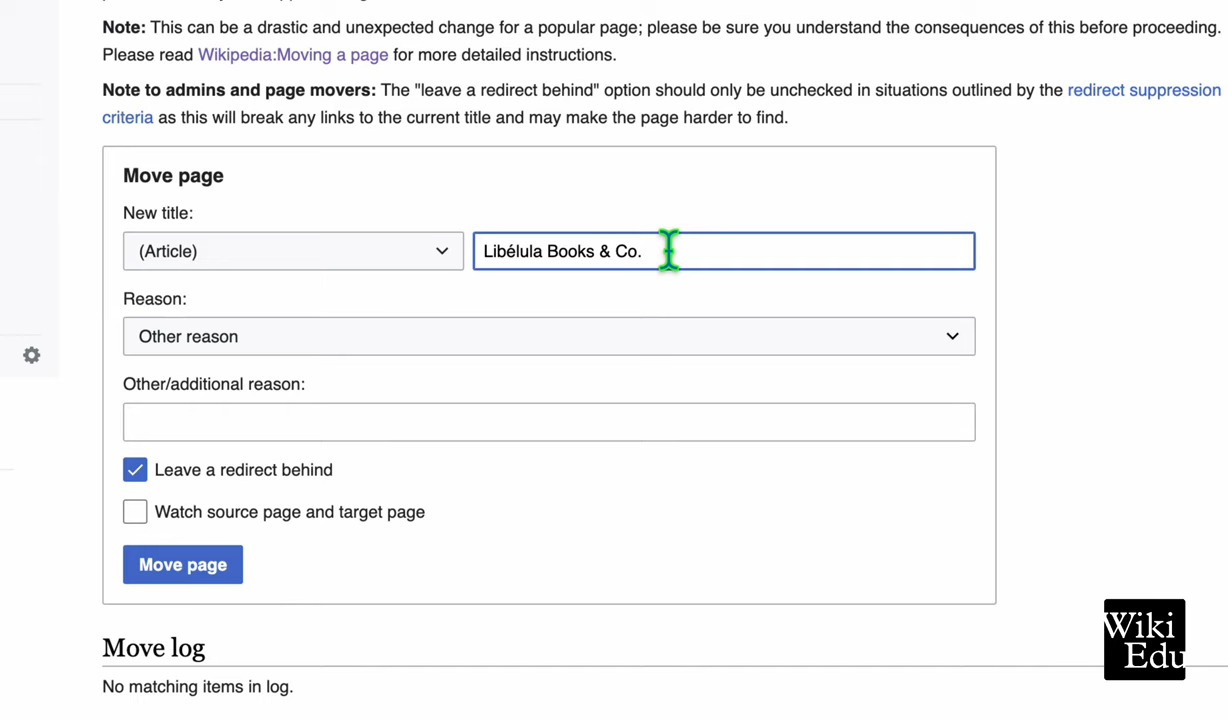 Note: This can be a drastic and unexpected change for a popular page; please be sure you understand the consequences of this before proceeding.
Please read Wikipedia:Moving a page for more detailed instructions.
Note to admins and page movers: The "leave a redirect behind" option should only be unchecked in situations outlined by the redirect suppression
criteria as this will break any links to the current title and may make the page harder to find.
Move page
New title:
(Article) Libélula Books & Co.
Reason:
Other reason
Other/additional reason:
Leave a redirect behind
Watch source page and target page
Move page
Move log
No matching items in log.
Wiki
Edu